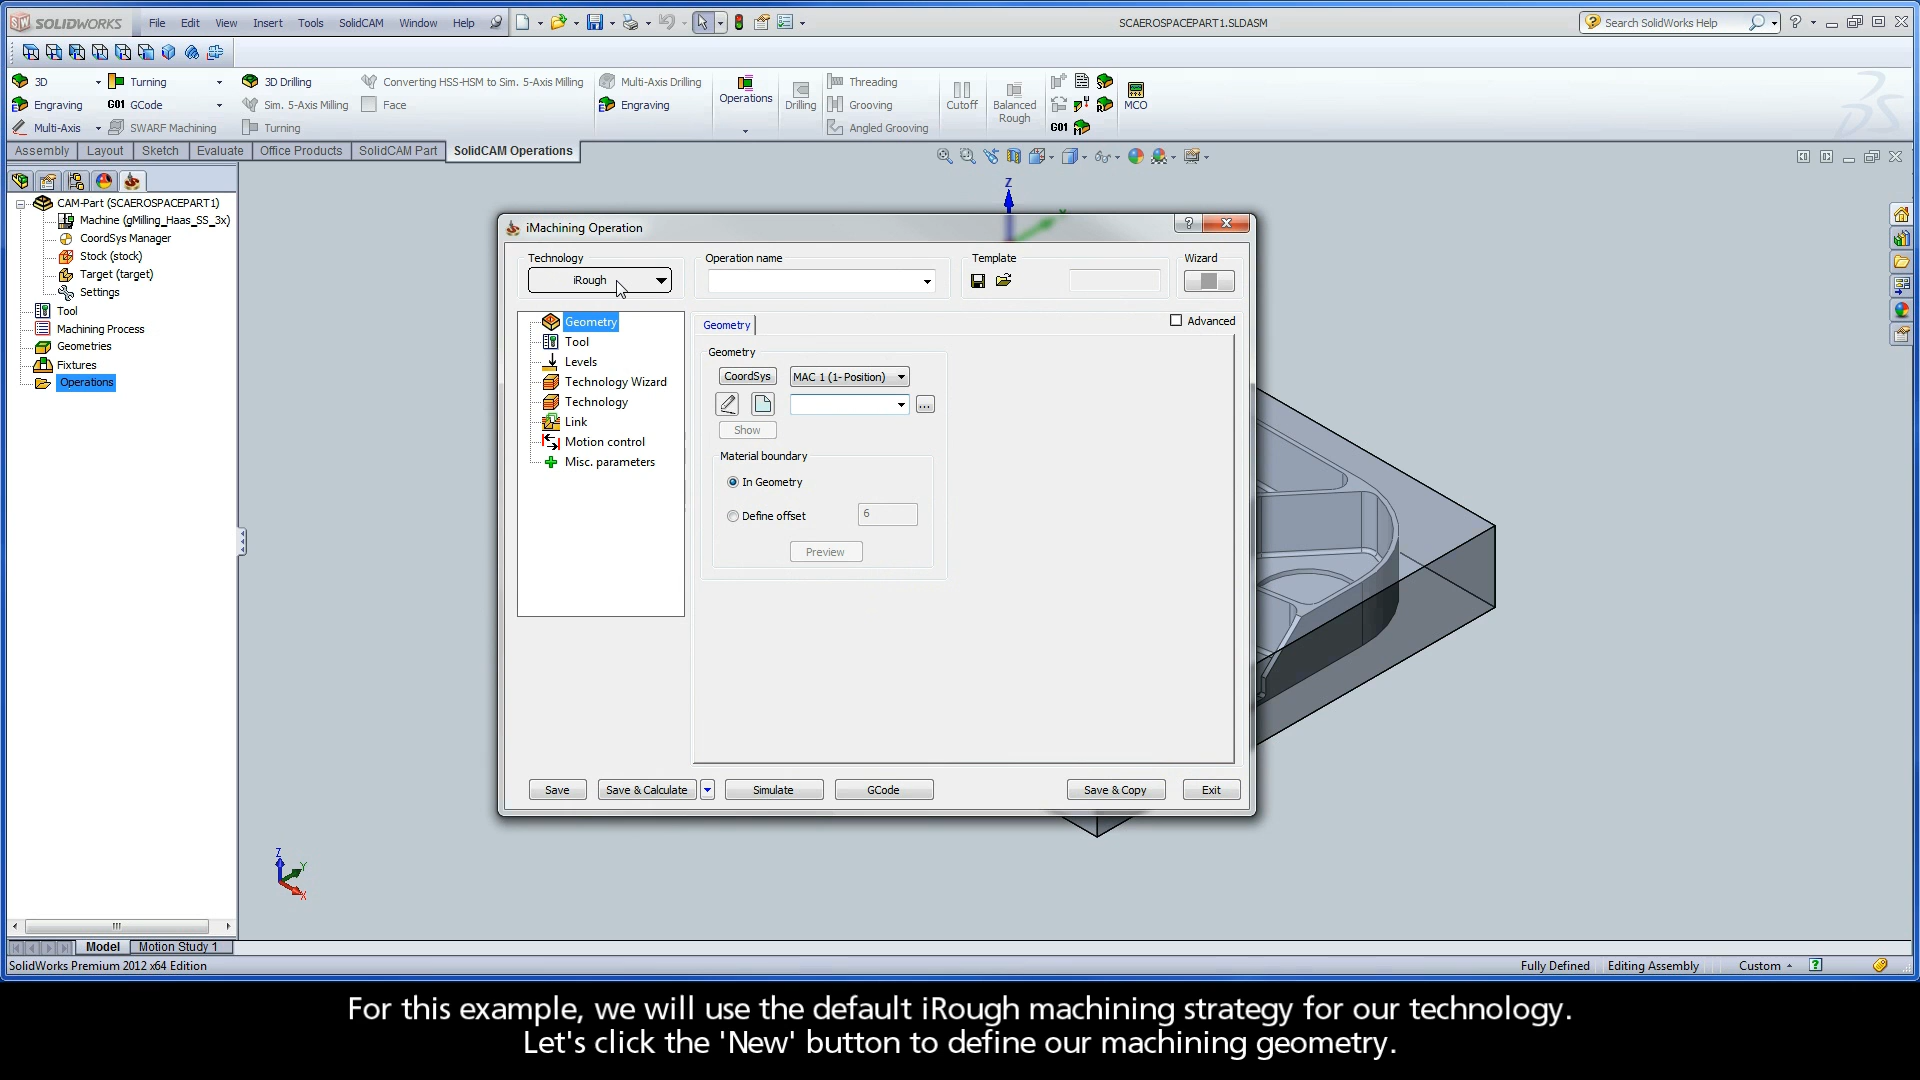 SOLIDWORKS File Edit View Insert Tools SolidCAM Window Help SCAEROSPACEPART1.SLDASM Search SolidWorks Help
3D Turning 3D Drilling Converting HSS-HSM to Sim. 5-Axis Milling Multi-Axis Drilling Threading
Engraving G01 GCode Sim. 5-Axis Milling Face Engraving Operations Drilling Grooving Cutoff Balanced Rough MCO
Multi-Axis SWARF Machining Turning Angled Grooving G01
Assembly Layout Sketch Evaluate Office Products SolidCAM Part SolidCAM Operations
CAM-Part (SCAEROSPACEPART1)
Machine (gMilling_Haas_SS_3x)
CoordSys Manager
Stock (stock)
Target (target)
Settings
Tool
Machining Process
Geometries
Fixtures
Operations
Z
iMachining Operation
Technology Operation name Template Wizard
iRough
Geometry
Tool
Levels
Technology Wizard
Technology
Link
Motion control
Misc. parameters
Geometry Advanced
Geometry
CoordSys MAC 1 (1- Position)
...
Show
Material boundary
In Geometry
Define offset 6
Preview
Save Save & Calculate Simulate GCode Save & Copy Exit
Z
Y
X
Model Motion Study 1
SolidWorks Premium 2012 x64 Edition Fully Defined Editing Assembly Custom
For this example, we will use the default iRough machining strategy for our technology.
Let's click the 'New' button to define our machining geometry.